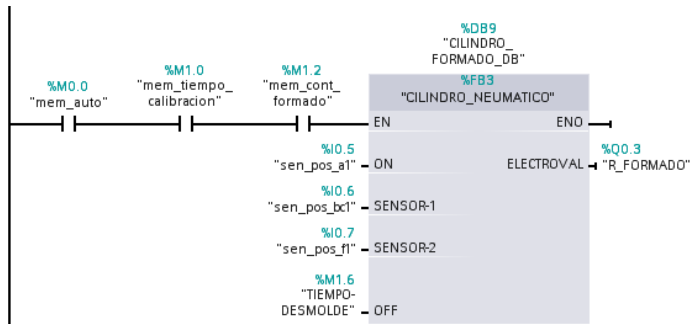 %DB9
"CILINDRO_
FORMADO_DB"
%M0.0
"mem_auto"
%M1.0
"mem_tiempo_
calibracion"
%M1.2
"mem_cont_
formado"
%FB3
"CILINDRO_NEUMATICO"
EN
ENO
%I0.5
"sen_pos_a1"
ON
ELECTROVAL
%Q0.3
"R_FORMADO"
%I0.6
"sen_pos_bc1"
SENSOR-1
%I0.7
"sen_pos_f1"
SENSOR-2
%M1.6
"TIEMPO-
DESMOLDE"
OFF